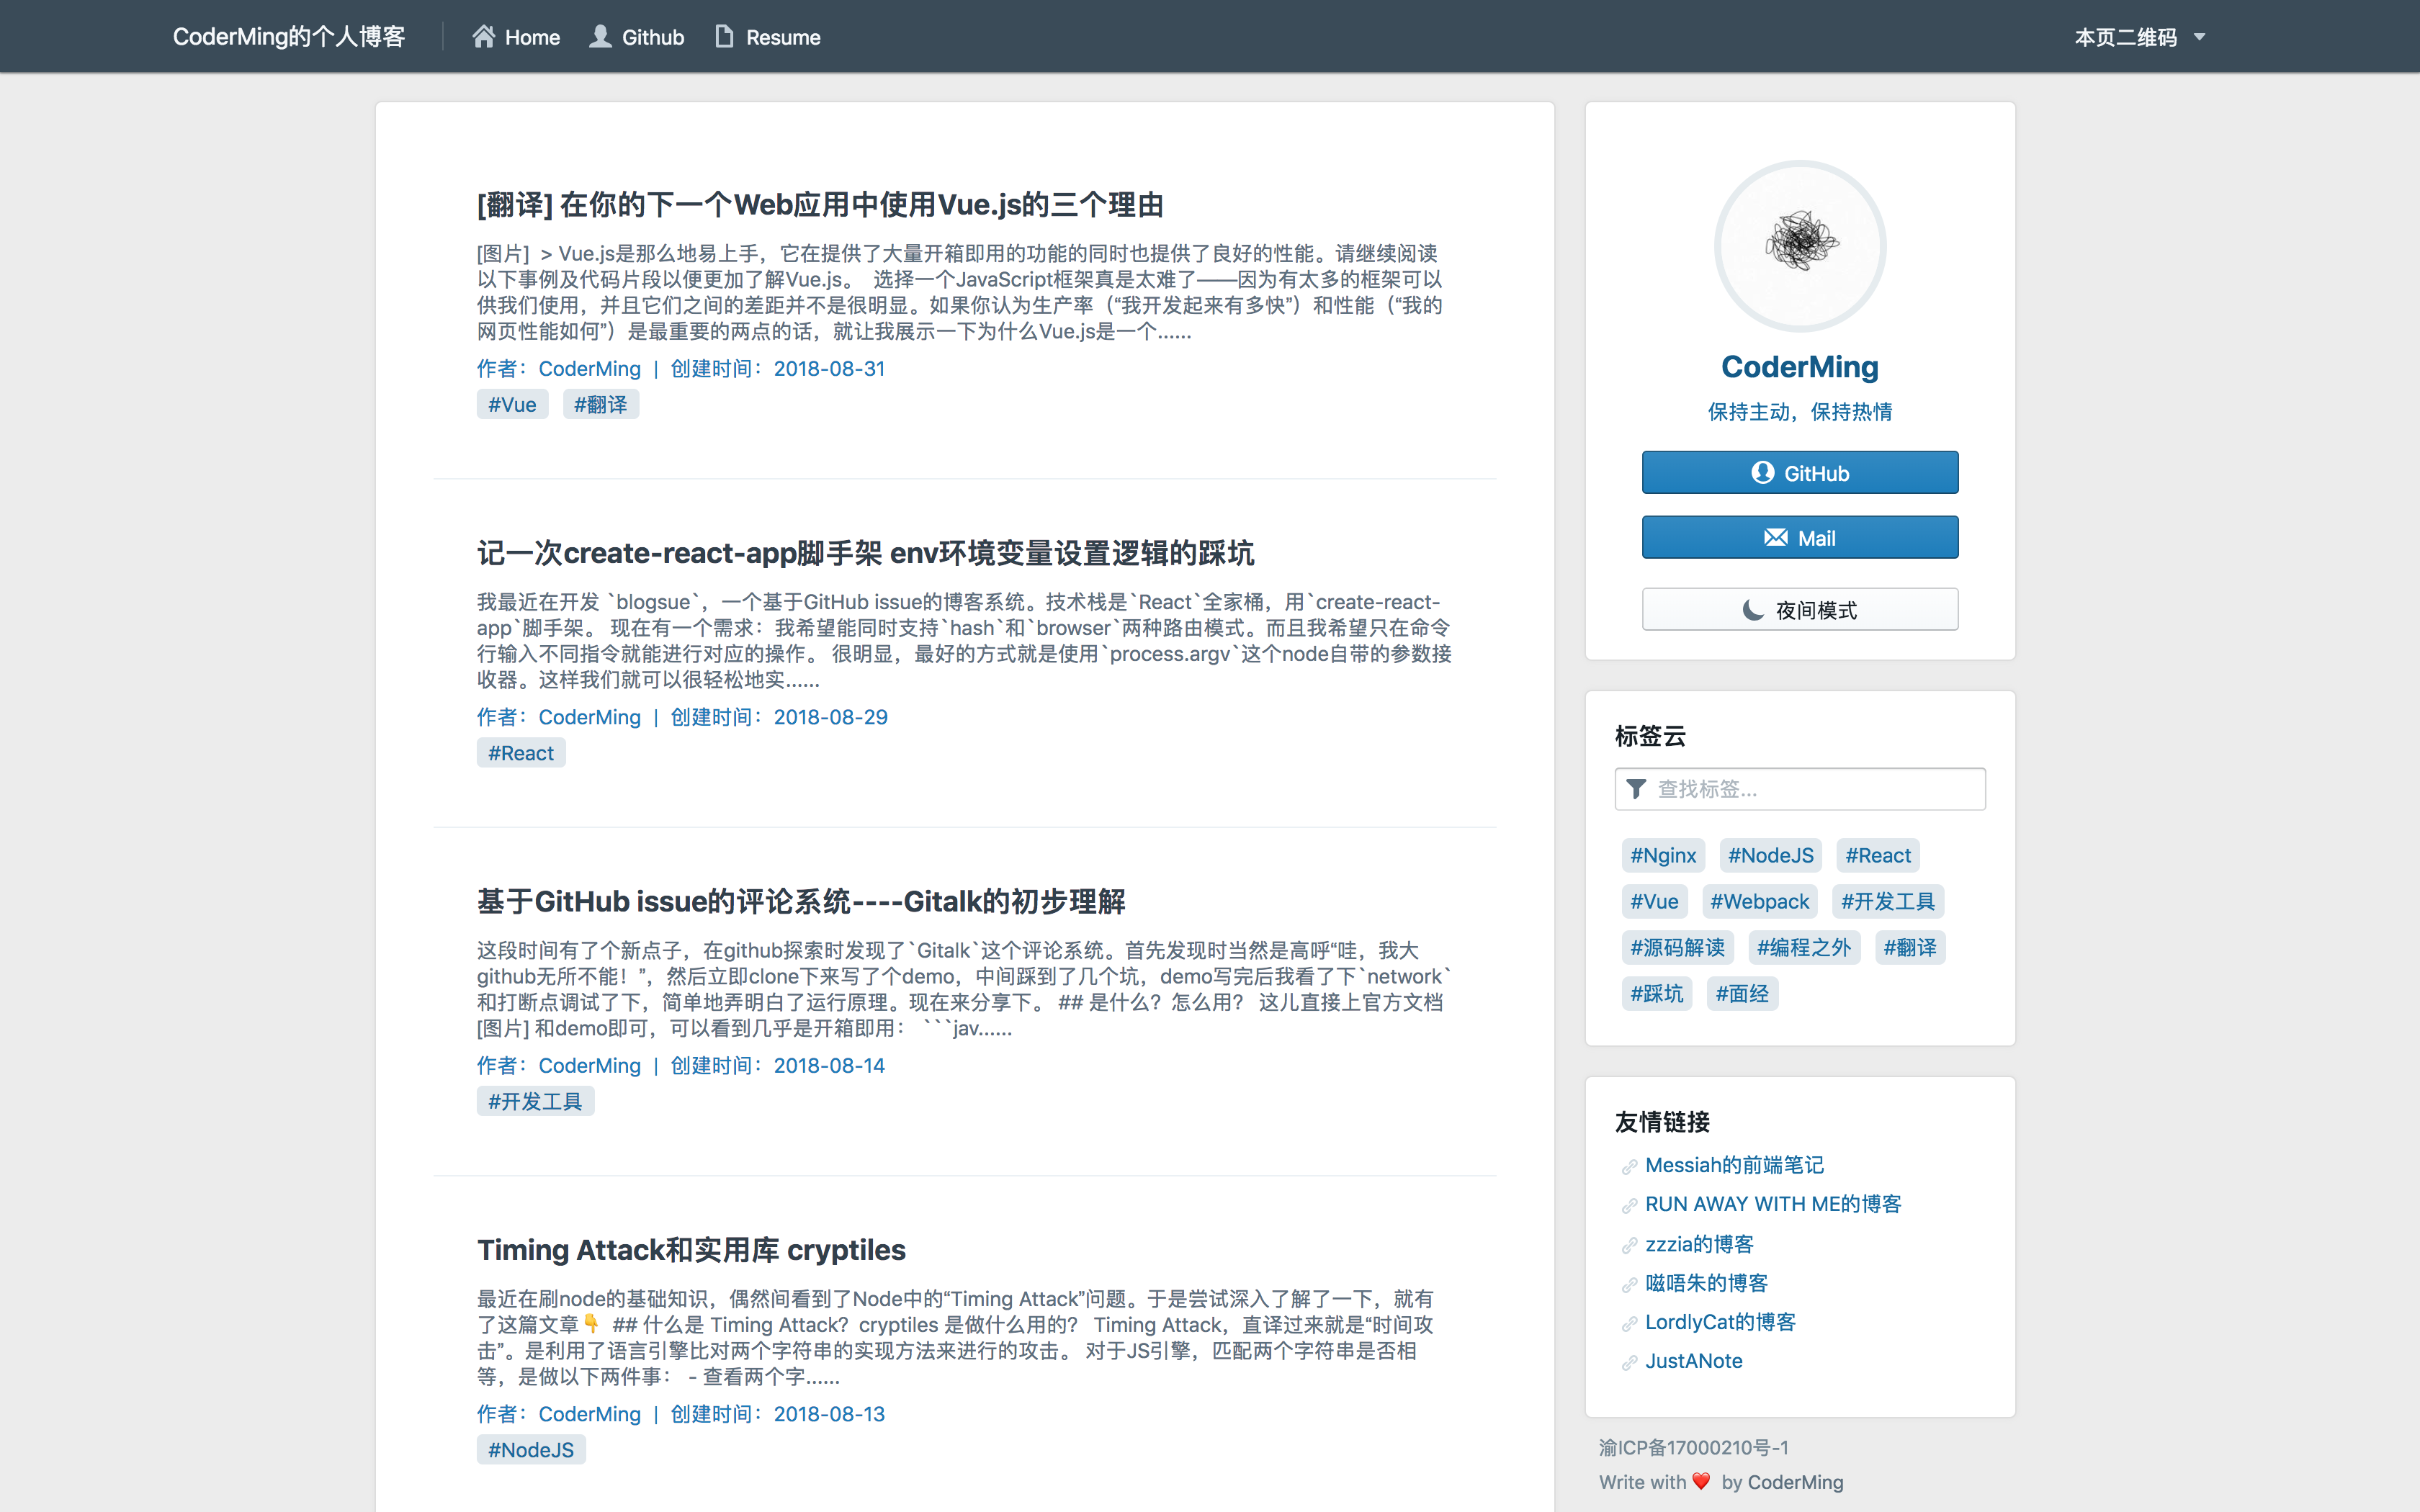 CoderMing的个人博客
Home
Github
Resume
本页二维码
[翻译] 在你的下一个Web应用中使用Vue.js的三个理由
[图片] > Vue.js是那么地易上手，它在提供了大量开箱即用的功能的同时也提供了良好的性能。请继续阅读
以下事例及代码片段以便更加了解Vue.js。 选择一个JavaScript框架真是太难了——因为有太多的框架可以
供我们使用，并且它们之间的差距并不是很明显。如果你认为生产率（“我开发起来有多快”）和性能（“我的
网页性能如何”）是最重要的两点的话，就让我展示一下为什么Vue.js是一个......
作者：CoderMing | 创建时间：2018-08-31
#Vue #翻译
记一次create-react-app脚手架 env环境变量设置逻辑的踩坑
我最近在开发 `blogsue`，一个基于GitHub issue的博客系统。技术栈是`React`全家桶，用`create-react-
app`脚手架。 现在有一个需求：我希望能同时支持`hash`和`browser`两种路由模式。而且我希望只在命令
行输入不同指令就能进行对应的操作。 很明显，最好的方式就是使用`process.argv`这个node自带的参数接
收器。这样我们就可以很轻松地实......
作者：CoderMing | 创建时间：2018-08-29
#React
基于GitHub issue的评论系统----Gitalk的初步理解
这段时间有了个新点子，在github探索时发现了`Gitalk`这个评论系统。首先发现时当然是高呼“哇，我大
github无所不能！”，然后立即clone下来写了个demo，中间踩到了几个坑，demo写完后我看了下`network`
和打断点调试了下，简单地弄明白了运行原理。现在来分享下。 ## 是什么？怎么用？ 这儿直接上官方文档
[图片] 和demo即可，可以看到几乎是开箱即用： ```jav......
作者：CoderMing | 创建时间：2018-08-14
#开发工具
Timing Attack和实用库 cryptiles
最近在刷node的基础知识，偶然间看到了Node中的“Timing Attack”问题。于是尝试深入了解了一下，就有
了这篇文章👇 ## 什么是 Timing Attack？cryptiles 是做什么用的？ Timing Attack，直译过来就是“时间攻
击”。是利用了语言引擎比对两个字符串的实现方法来进行的攻击。 对于JS引擎，匹配两个字符串是否相
等，是做以下两件事： - 查看两个字......
作者：CoderMing | 创建时间：2018-08-13
#NodeJS
CoderMing
保持主动，保持热情
GitHub
Mail
夜间模式
标签云
查找标签...
#Nginx #NodeJS #React
#Vue #Webpack #开发工具
#源码解读 #编程之外 #翻译
#踩坑 #面经
友情链接
Messiah的前端笔记
RUN AWAY WITH ME的博客
zzzia的博客
嗞唔朱的博客
LordlyCat的博客
JustANote
渝ICP备17000210号-1
Write with ❤️ by CoderMing